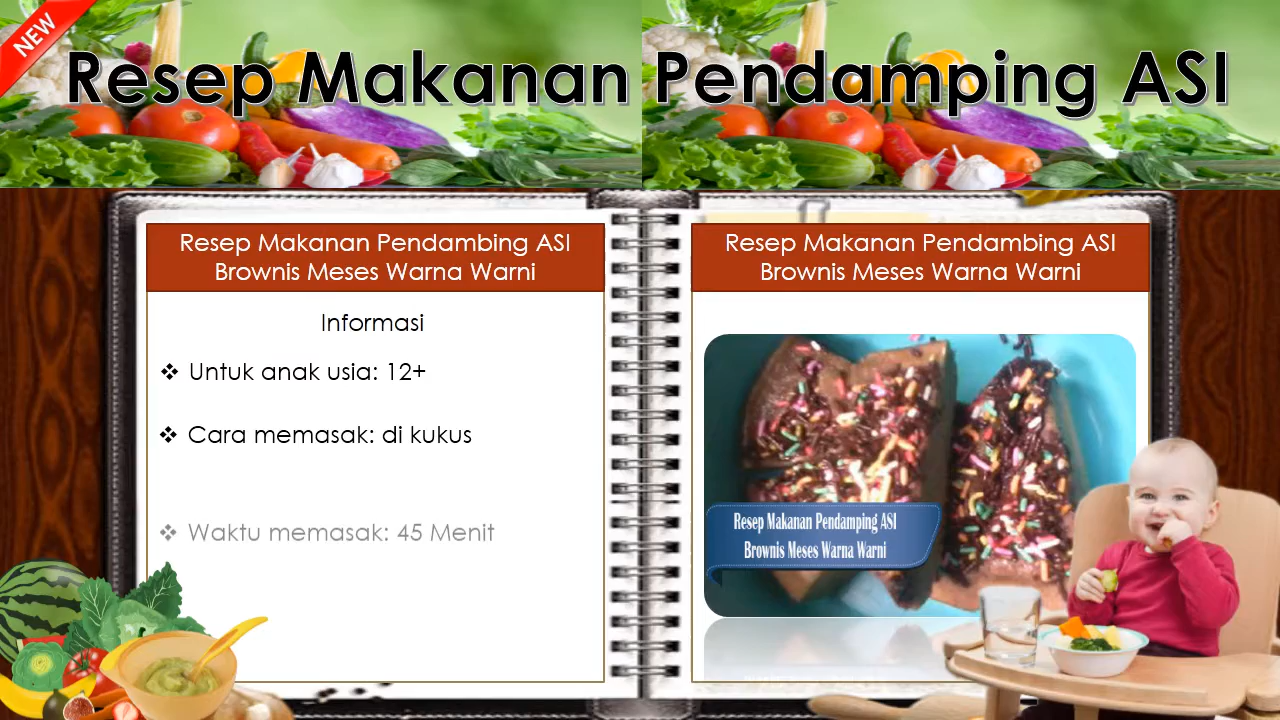 NEW
Resep Makanan Pendamping ASI
Resep Makanan Pendambing ASI
Brownis Meses Warna Warni
Informasi
❖ Untuk anak usia: 12+
❖ Cara memasak: di kukus
❖ Waktu memasak: 45 Menit
Resep Makanan Pendambing ASI
Brownis Meses Warna Warni
Resep Makanan Pendamping ASI
Brownis Meses Warna Warni